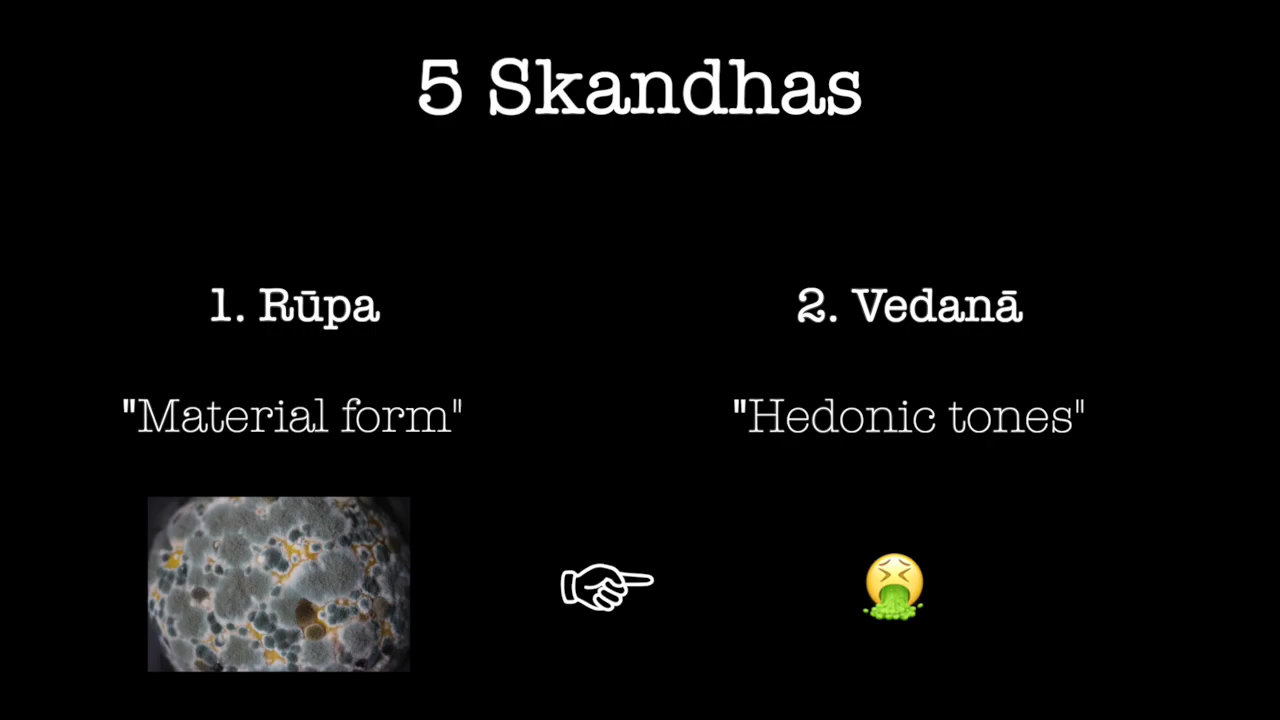 5 Skandhas
1. Rūpa
2. Vedanā
"Material form"
"Hedonic tones"